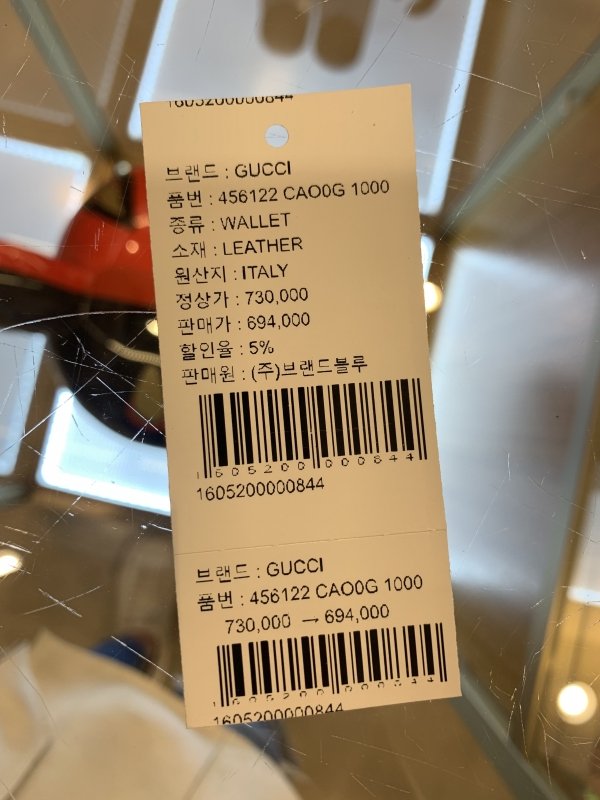 1605200000844
브랜드 : GUCCI
품번 : 456122 CAO0G 1000
종류 : WALLET
소재 : LEATHER
원산지 : ITALY
정상가 : 730,000
판매가 : 694,000
할인율 : 5%
판매원 : (주)브랜드블루
1605200000844
1605200000844
브랜드 : GUCCI
품번 : 456122 CAO0G 1000
730,000 → 694,000
1605200000844
1605200000844